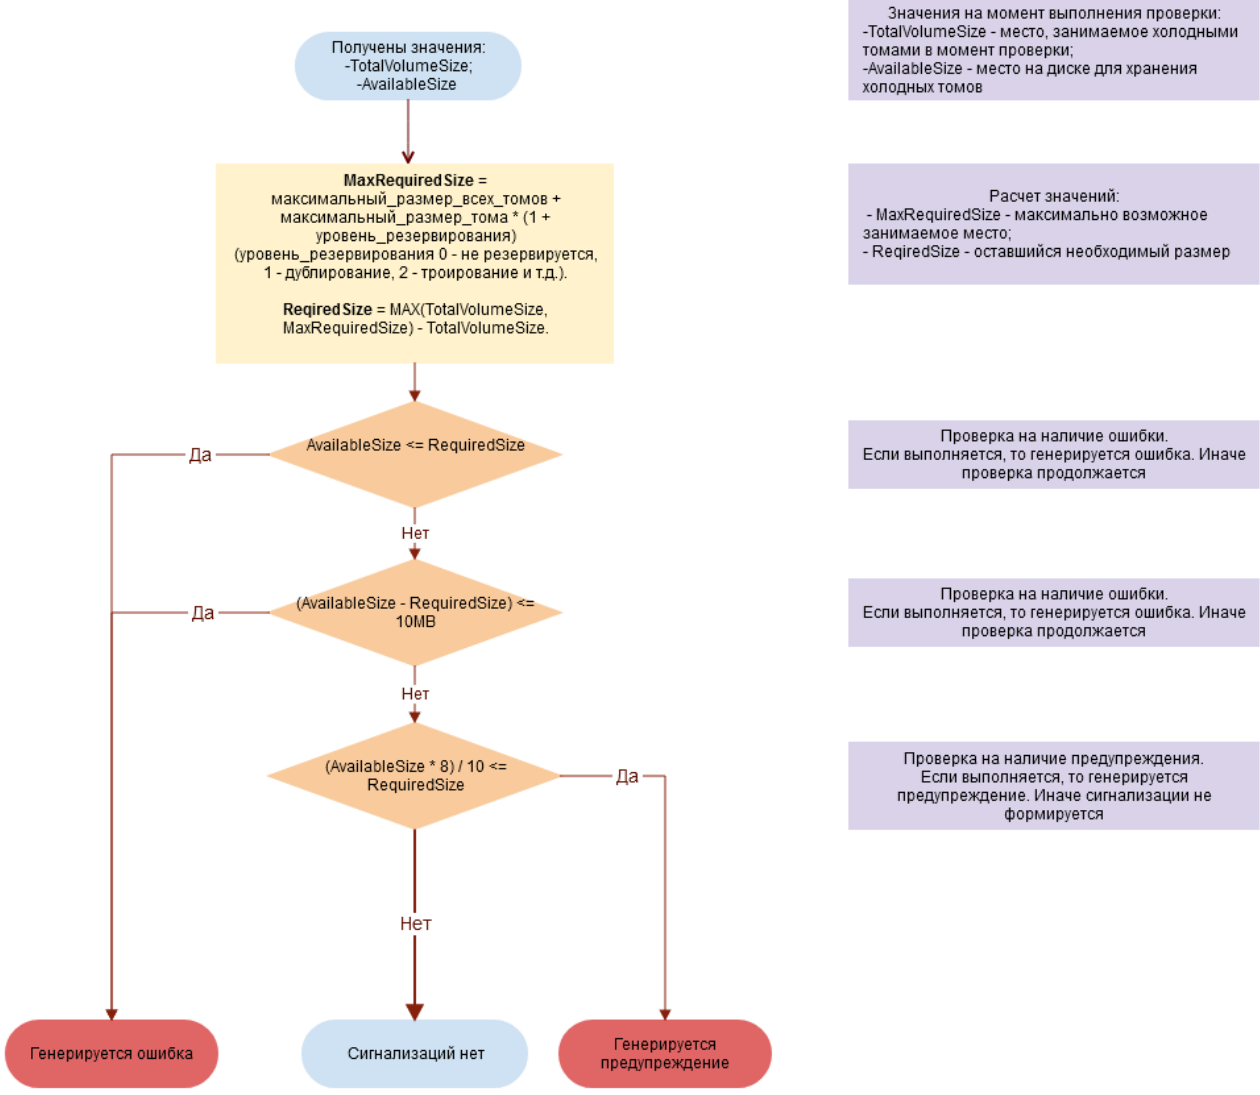 Получены значения:
-TotalVolumeSize;
-AvailableSize
Значения на момент выполнения проверки:
-TotalVolumeSize - место, занимаемое холодными
томами в момент проверки;
-AvailableSize - место на диске для хранения
холодных томов
MaxRequiredSize =
максимальный_размер_всех_томов +
максимальный_размер_тома * (1 +
уровень_резервирования)
(уровень_резервирования 0 - не резервируется,
1 - дублирование, 2 - троирование и т.д.).
ReqiredSize = MAX(TotalVolumeSize,
MaxRequiredSize) - TotalVolumeSize.
Расчет значений:
- MaxRequiredSize - максимально возможное
занимаемое место;
- ReqiredSize - оставшийся необходимый размер
AvailableSize <= RequiredSize
Да
Нет
Проверка на наличие ошибки.
Если выполняется, то генерируется ошибка. Иначе
проверка продолжается
(AvailableSize - RequiredSize) <=
10MB
Да
Нет
Проверка на наличие ошибки.
Если выполняется, то генерируется ошибка. Иначе
проверка продолжается
(AvailableSize * 8) / 10 <=
RequiredSize
Да
Нет
Проверка на наличие предупреждения.
Если выполняется, то генерируется
предупреждение. Иначе сигнализации не
формируется
Генерируется ошибка
Сигнализаций нет
Генерируется
предупреждение